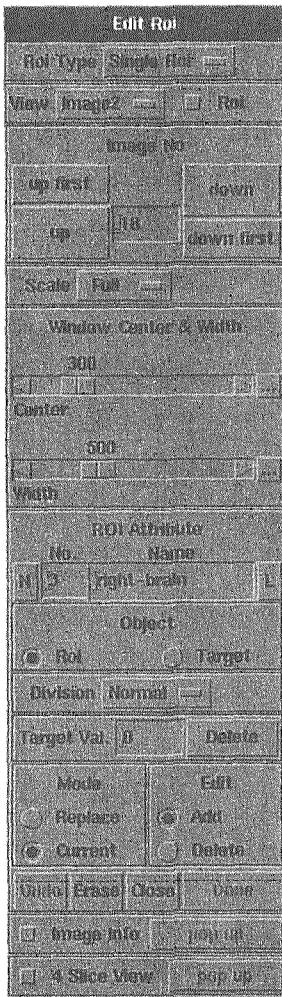 Edit Roi
Roi Type Single Roi
View Image2 Roi
Image No
up first down
up 18 down first
Scale Full
Window Center & Width
300
Center
500
Width
ROI Attribute
No. Name
N 3 right-brain L
Object
Roi Target
Division Normal
Target Val. 0 Delete
Mode Edit
Replace Add
Current Delete
Undo Erase Close Done
Image Info pop up
4 Slice View pop up